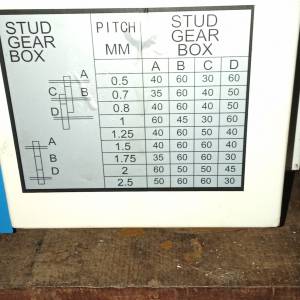 STUD
GEAR
BOX
A
C B
D
A
B
D
PITCH
MM
STUD
GEAR
BOX
A B C D
0.5 40 60 30 60
0.7 35 60 40 50
0.8 40 60 40 50
1 60 45 30 60
1.25 40 60 50 40
1.5 40 60 60 40
1.75 35 60 60 30
2 60 50 50 45
2.5 50 60 60 30